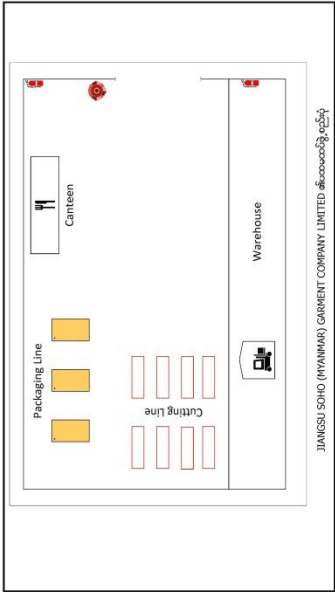 JIANGSU SOHO (MYANMAR) GARMENT COMPANY LIMITED
Canteen
Packaging Line
Cutting Line
Warehouse